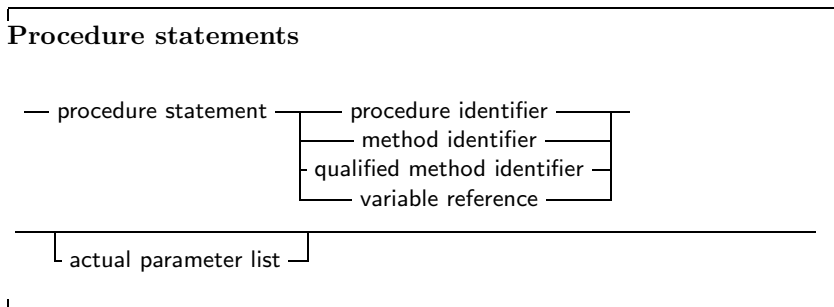 Procedure statements
procedure statement procedure identifier
method identifier
qualified method identifier
variable reference
actual parameter list